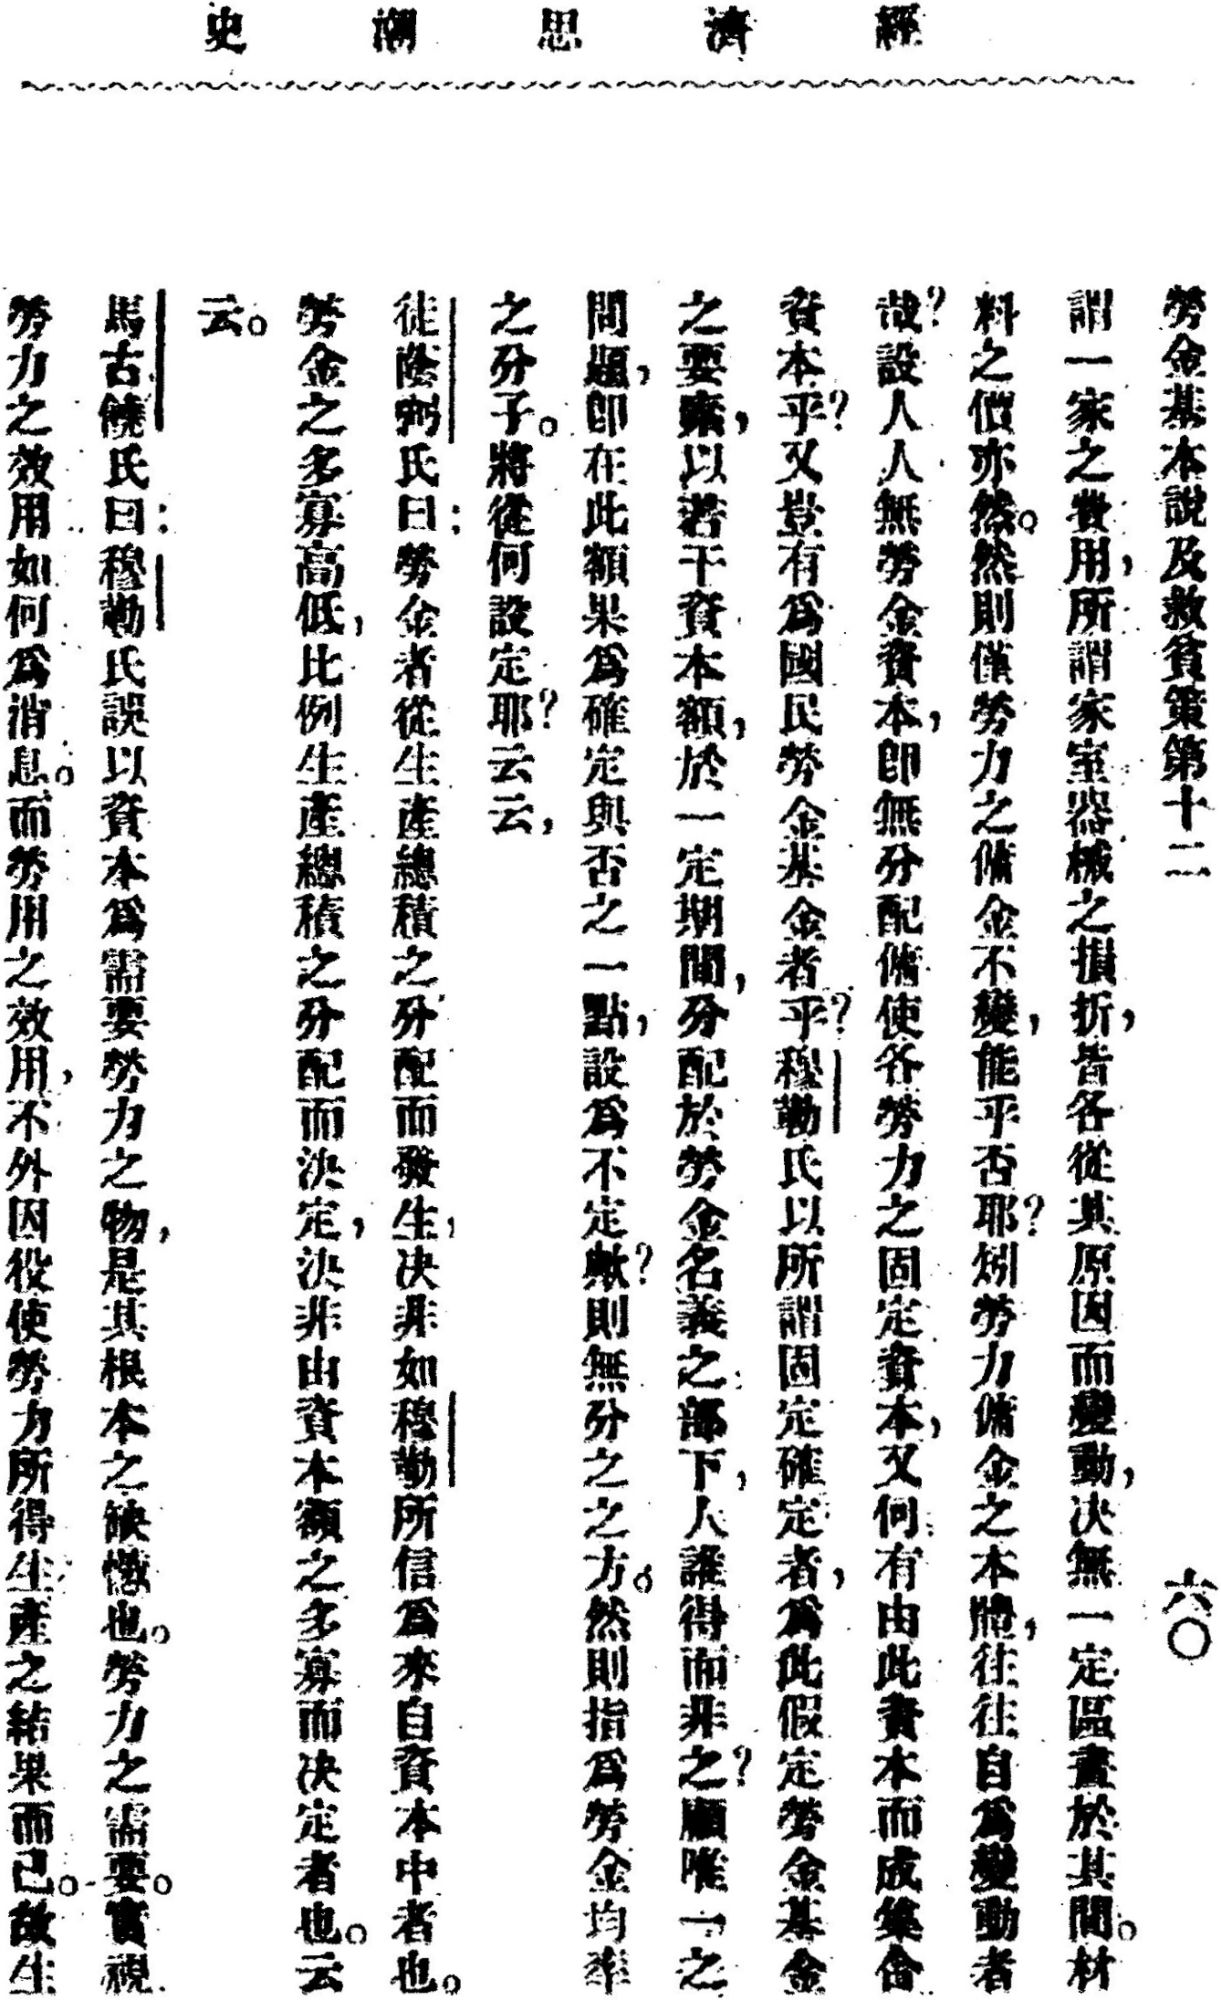 經濟思潮史
勞金基本說及救貧策第十二
六〇
謂一家之費用，所謂家室器械之損折，皆各從其原因而變動，決無一定區畫於其間。材
料之價亦然。然則僅勞力之傭金不變，能乎否耶？矧勞力傭金之本體，往往自爲變動者
哉？設人人無勞金資本，卽無分配傭使各勞力之固定資本，又何有由此資本而成集合
資本乎？又豈有爲國民勞金基金者乎？穆勒氏以所謂固定確定者，爲此假定勞金基金
之要素，以若干資本額，於一定期間，分配於勞金名義之部下，人誰得而非之？顧唯一之
問題，卽在此額果爲確定與否之一點，設爲不定歟？則無分之之方。然則指爲勞金均率
之分子。將從何設定耶？云云，
徒蔭弼氏曰：勞金者從生產總積之分配而發生，決非如穆勒所信爲來自資本中者也。
勞金之多寡高低，比例生產總積之分配而決定，決非由資本額之多寡而決定者也。云
云。
馬古饒氏曰：穆勒氏誤以資本爲需要勞力之物，是其根本之缺憾也。勞力之需要。實視
勞力之效用如何爲消息。而勞用之效用，不外因役使勞力所得生產之結果而已。故生